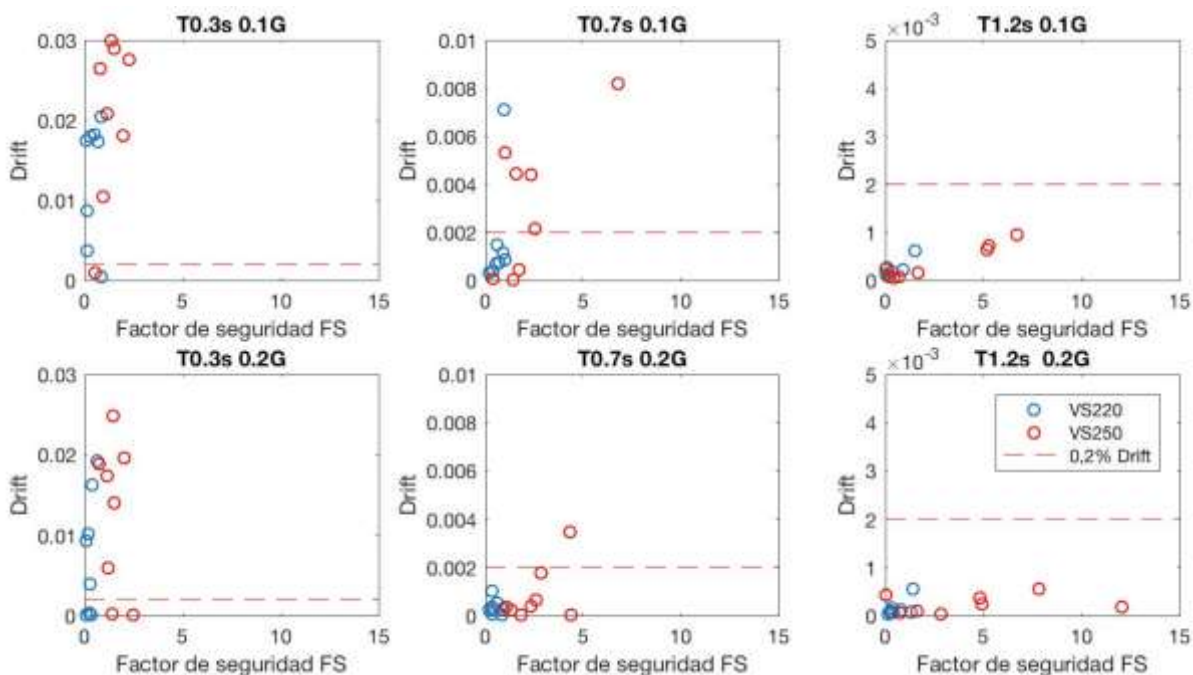 T0.3s 0.1G
0.03
0.02
0.01
0
Drift
0 5 10 15
Factor de seguridad FS
T0.7s 0.1G
0.01
0.008
0.006
0.004
0.002
0
Drift
0 5 10 15
Factor de seguridad FS
T1.2s 0.1G
×10-3
5
4
3
2
1
0
Drift
0 5 10 15
Factor de seguridad FS
T0.3s 0.2G
0.03
0.02
0.01
0
Drift
0 5 10 15
Factor de seguridad FS
T0.7s 0.2G
0.01
0.008
0.006
0.004
0.002
0
Drift
0 5 10 15
Factor de seguridad FS
T1.2s 0.2G
×10-3
5
4
3
2
1
0
Drift
VS220
VS250
0,2% Drift
0 5 10 15
Factor de seguridad FS